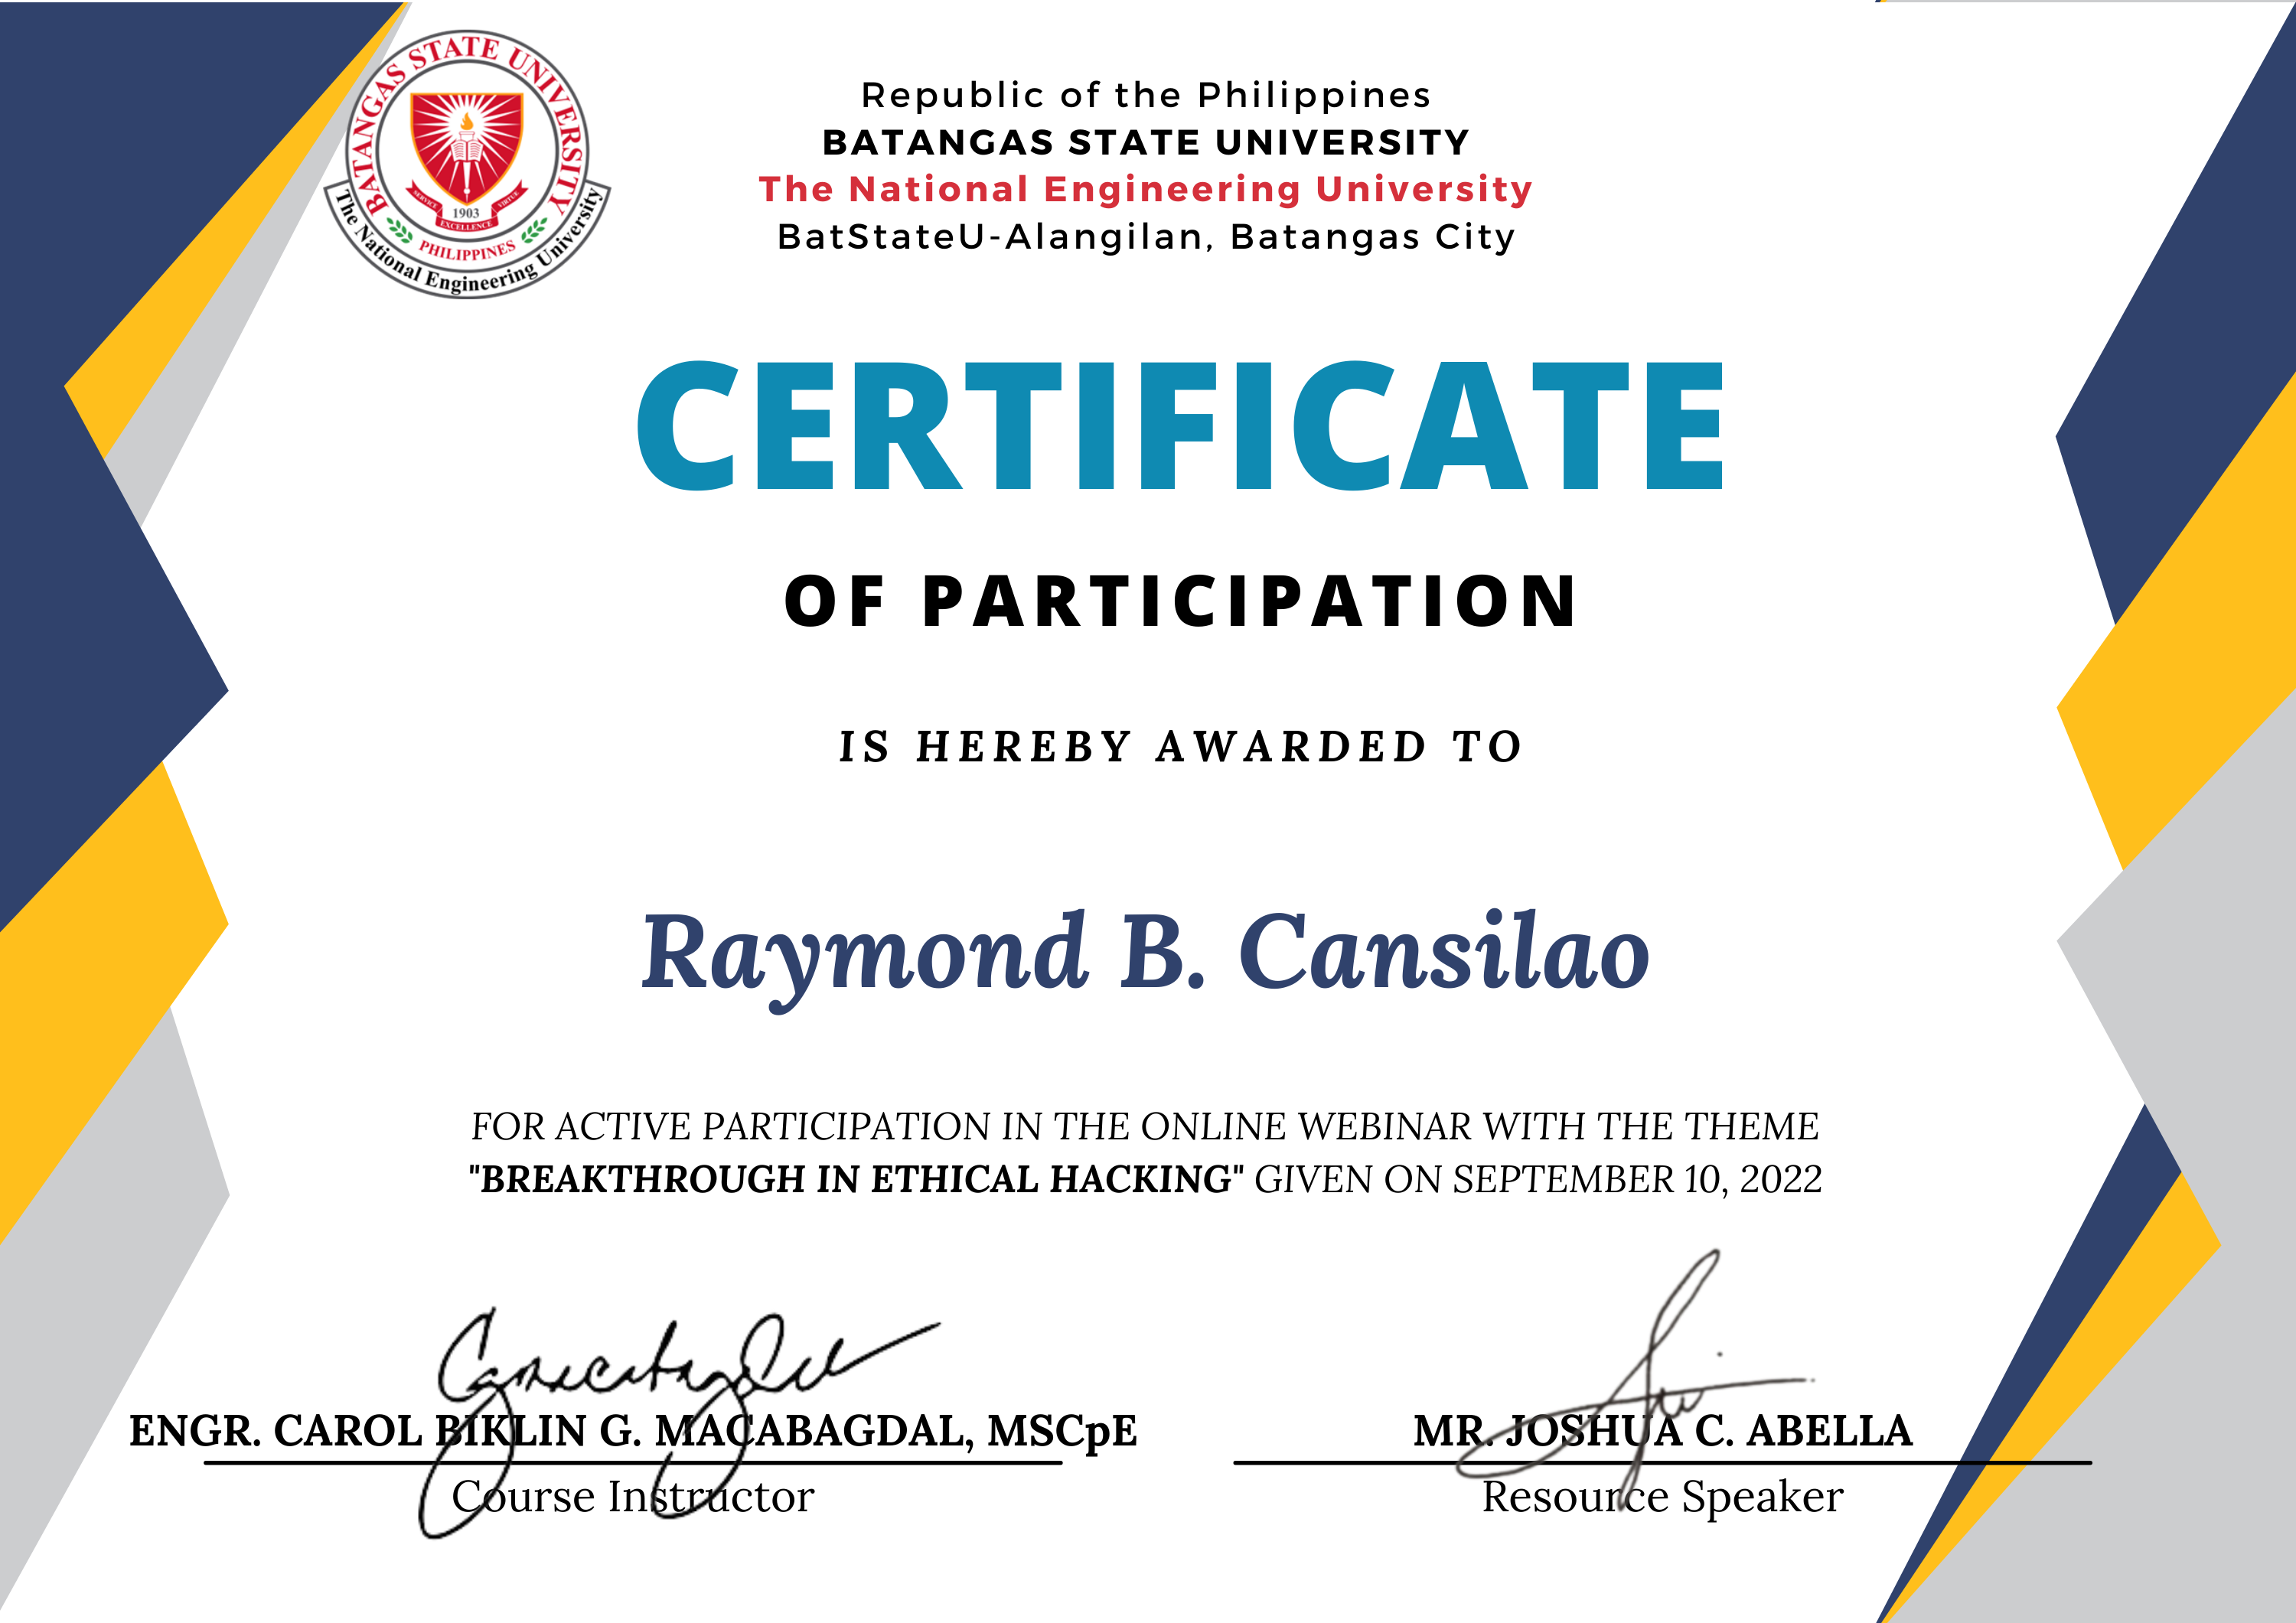 BATANGAS STATE UNIVERSITY
1903
SERVICE
EXCELLENCE
VIRTUE
PHILIPPINES
The National Engineering University
Republic of the Philippines
BATANGAS STATE UNIVERSITY
The National Engineering University
BatStateU-Alangilan, Batangas City
CERTIFICATE
OF PARTICIPATION
IS HEREBY AWARDED TO
Raymond B. Cansilao
FOR ACTIVE PARTICIPATION IN THE ONLINE WEBINAR WITH THE THEME
"BREAKTHROUGH IN ETHICAL HACKING" GIVEN ON SEPTEMBER 10, 2022
ENGR. CAROL BIKLIN G. MACABAGDAL, MSCpE
Course Instructor
MR. JOSHUA C. ABELLA
Resource Speaker